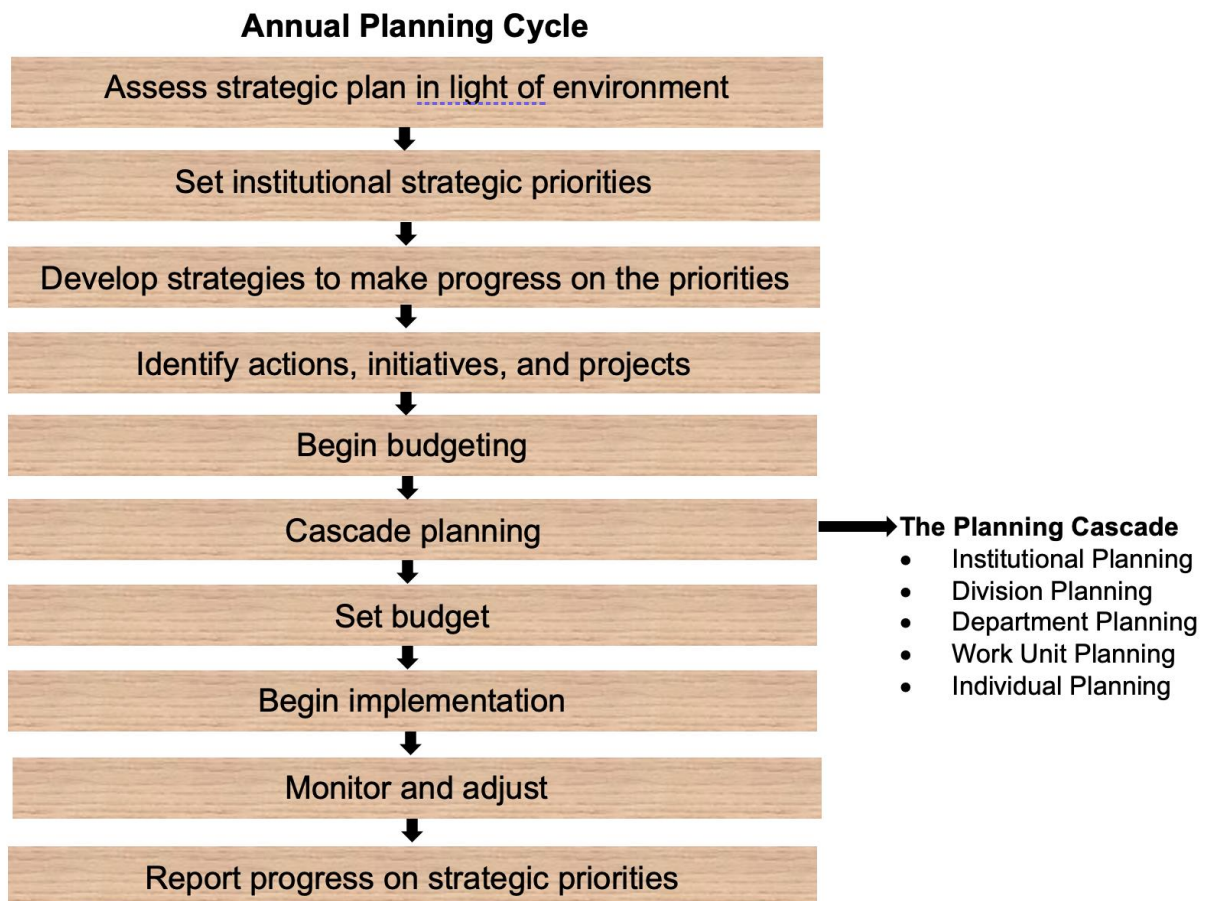 Annual Planning Cycle
Assess strategic plan in light of environment
Set institutional strategic priorities
Develop strategies to make progress on the priorities
Identify actions, initiatives, and projects
Begin budgeting
Cascade planning
The Planning Cascade
• Institutional Planning
• Division Planning
• Department Planning
• Work Unit Planning
• Individual Planning
Set budget
Begin implementation
Monitor and adjust
Report progress on strategic priorities